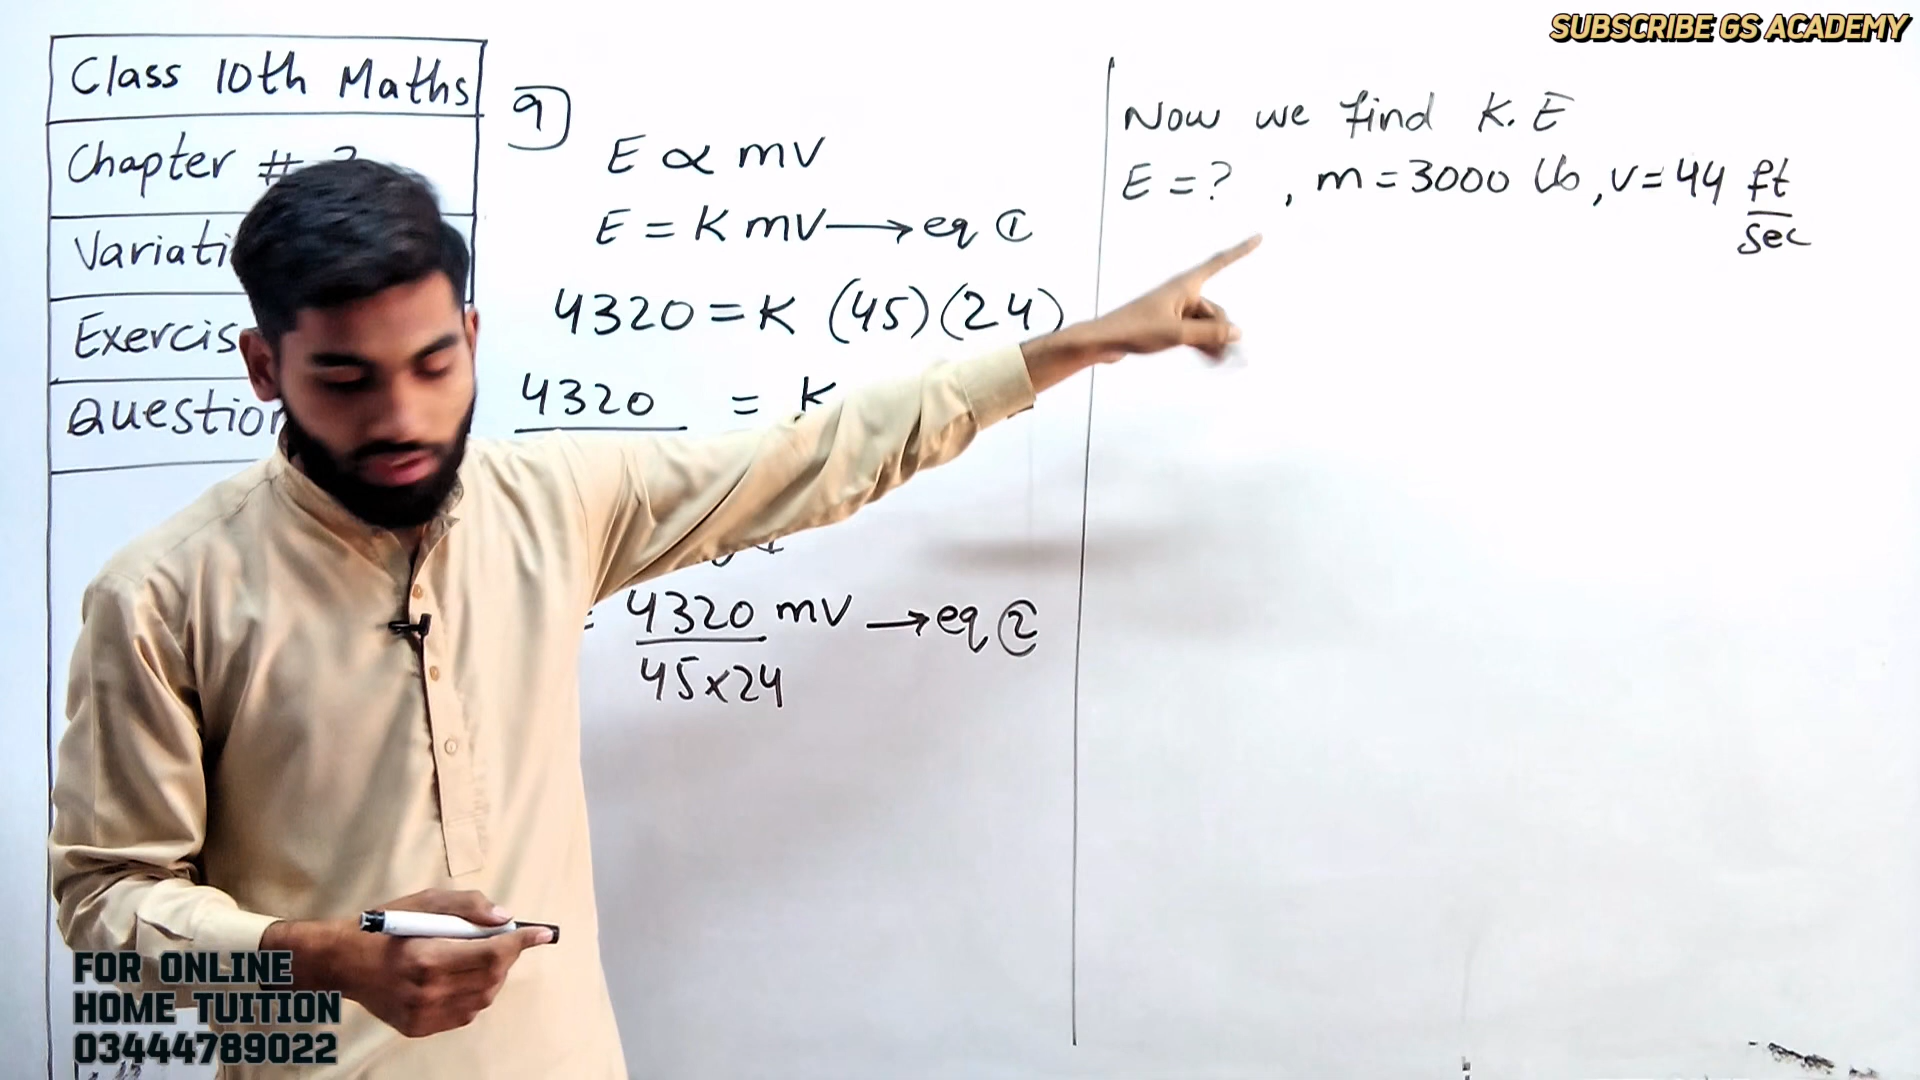 SUBSCRIBE GS ACADEMY
Class 10th Maths
Chapter #
Variati
Exercis
Question
9
E ∝ mV
E = K mV → eq ①
4320 = K (45)(24)
4320 = K
= 4320 mV → eq ②
45×24
Now we find K.E
E = ? , m = 3000 lb, v = 44 ft
sec
FOR ONLINE
HOME TUITION
03444789022